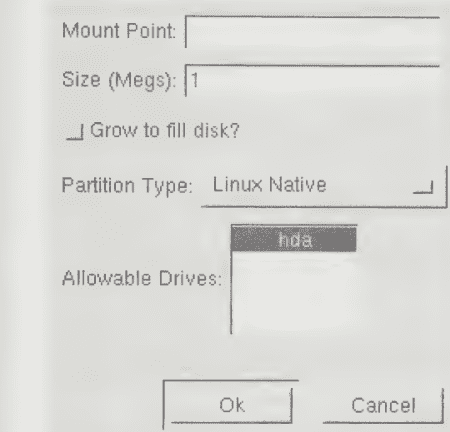 Mount Point:
Size (Megs): 1
Grow to fill disk?
Partition Type: Linux Native
hda
Allowable Drives:
Ok Cancel